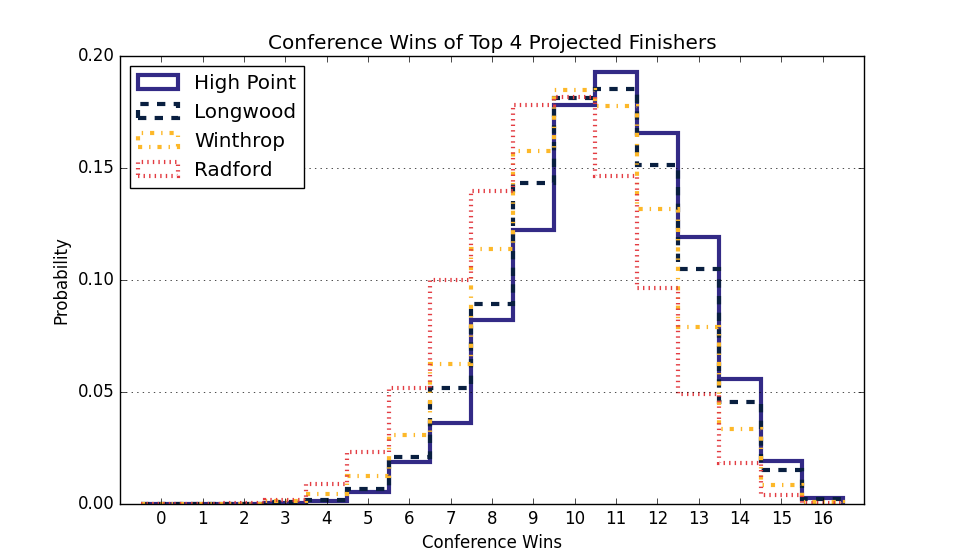 Conference Wins of Top 4 Projected Finishers
High Point
Longwood
Winthrop
Radford
0.20
0.15
0.10
0.05
0.00
Probability
0 1 2 3 4 5 6 7 8 9 10 11 12 13 14 15 16
Conference Wins